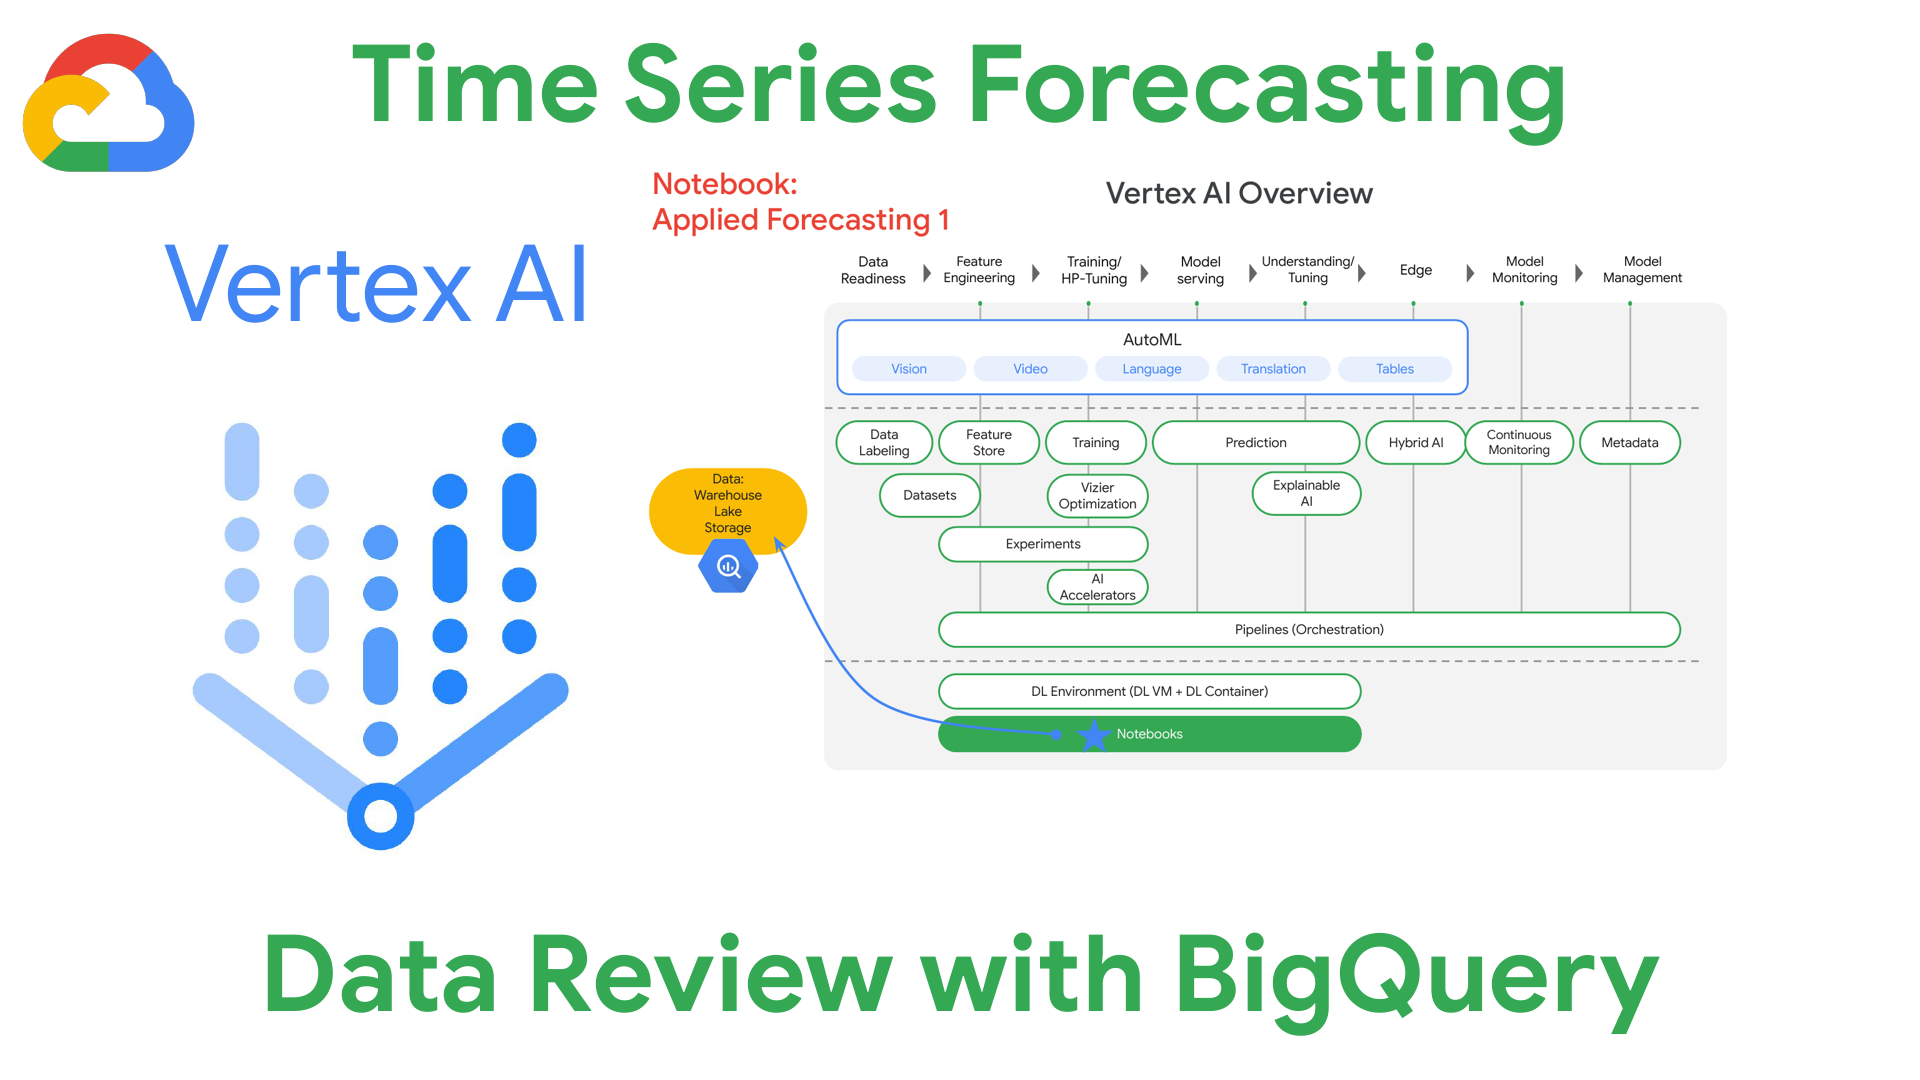 Time Series Forecasting
Notebook:
Applied Forecasting 1
Vertex AI Overview
Vertex AI
Data
Readiness
Feature
Engineering
Training/
HP-Tuning
Model
serving
Understanding/
Tuning
Edge
Model
Monitoring
Model
Management
AutoML
Vision
Video
Language
Translation
Tables
Data
Labeling
Feature
Store
Training
Prediction
Hybrid AI
Continuous
Monitoring
Metadata
Data:
Warehouse
Lake
Storage
Datasets
Vizier
Optimization
Explainable
AI
Experiments
AI
Accelerators
Pipelines (Orchestration)
DL Environment (DL VM + DL Container)
Notebooks
Data Review with BigQuery